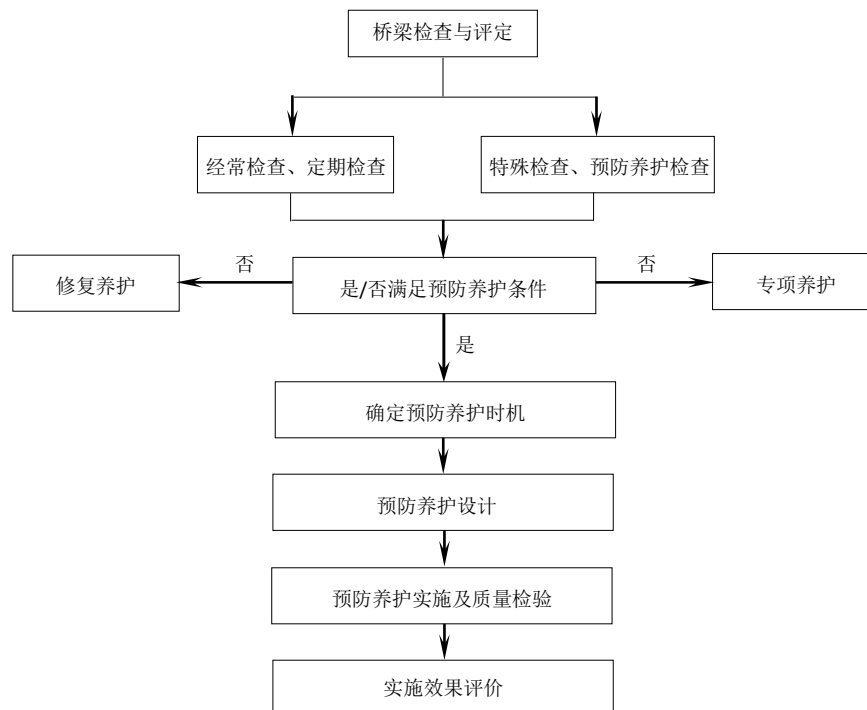 桥梁检查与评定
经常检查、定期检查
特殊检查、预防养护检查
否
否
修复养护
是/否满足预防养护条件
专项养护
是
确定预防养护时机
预防养护设计
预防养护实施及质量检验
实施效果评价